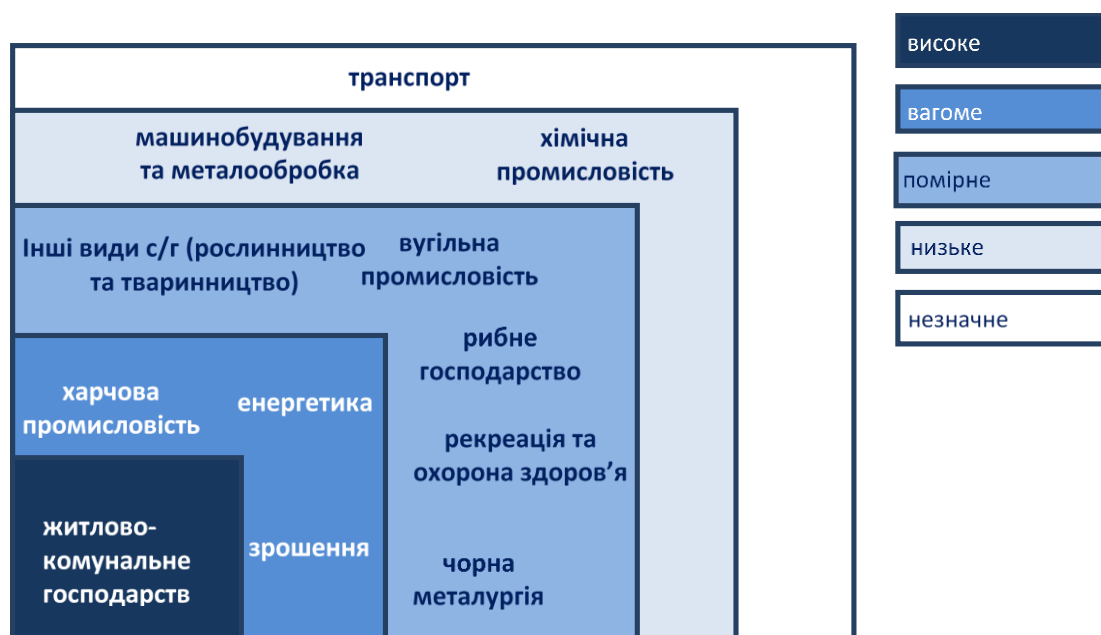 транспорт
машинобудування
та металообробка
хімічна
промисловість
Інші види с/г (рослинництво
та тваринництво)
вугільна
промисловість
рибне
господарство
рекреація та
охорона здоров’я
чорна
металургія
харчова
промисловість
енергетика
зрошення
житлово-
комунальне
господарств
високе
вагоме
помірне
низьке
незначне